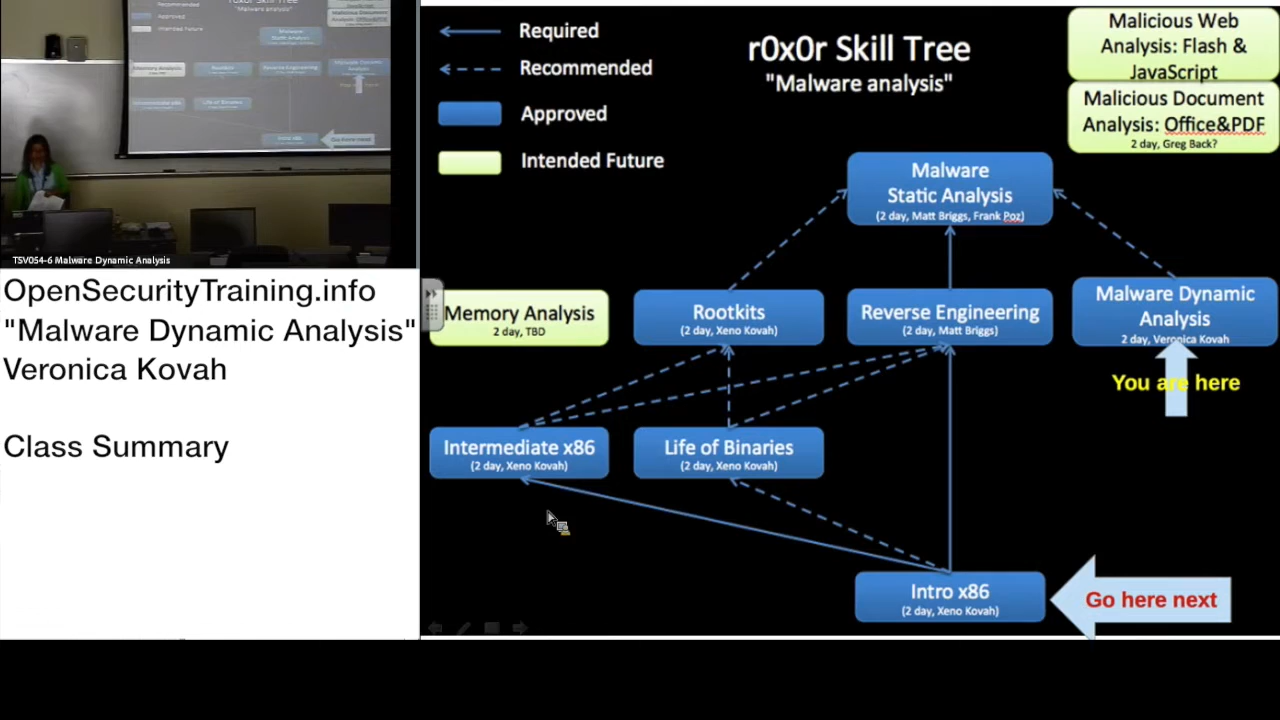 TSV054-6 Malware Dynamic Analysis
OpenSecurityTraining.info
"Malware Dynamic Analysis"
Veronica Kovah
Class Summary
Required
Recommended
Approved
Intended Future
r0x0r Skill Tree
"Malware analysis"
Malicious Web
Analysis: Flash &
JavaScript
Malicious Document
Analysis: Office&PDF
2 day, Greg Back?
Malware
Static Analysis
(2 day, Matt Briggs, Frank Poz)
Memory Analysis
2 day, TBD
Rootkits
(2 day, Xeno Kovah)
Reverse Engineering
(2 day, Matt Briggs)
Malware Dynamic
Analysis
2 day, Veronica Kovah
You are here
Intermediate x86
(2 day, Xeno Kovah)
Life of Binaries
(2 day, Xeno Kovah)
Intro x86
(2 day, Xeno Kovah)
Go here next